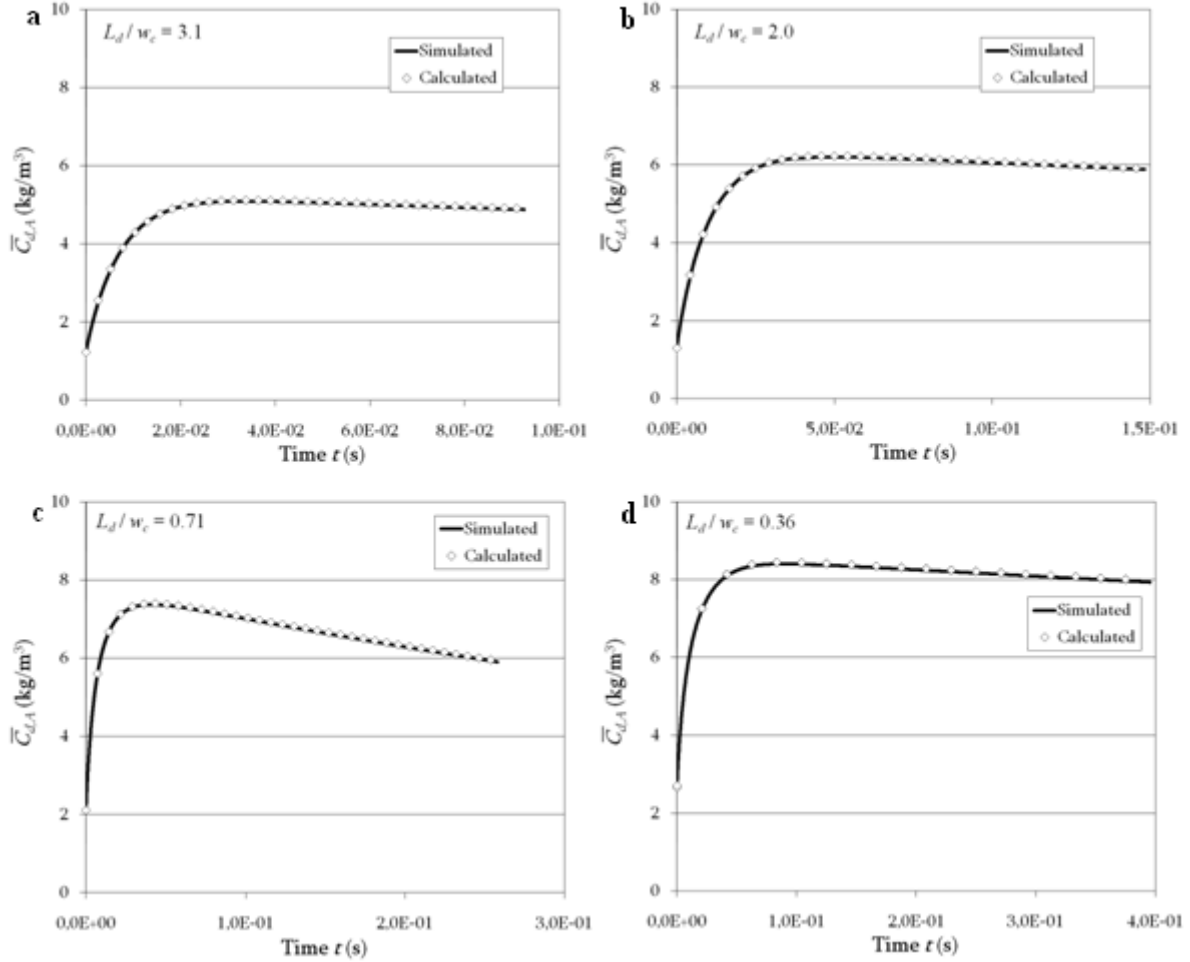 a
L_d / w_c = 3.1
Simulated
Calculated
10
8
6
4
2
0
C̅_dA (kg/m³)
0.0E+00 2.0E-02 4.0E-02 6.0E-02 8.0E-02 1.0E-01
Time t (s)
b
L_d / w_c = 2.0
Simulated
Calculated
10
8
6
4
2
0
C̅_dA (kg/m³)
0.0E+00 5.0E-02 1.0E-01 1.5E-01
Time t (s)
c
L_d / w_c = 0.71
Simulated
Calculated
10
8
6
4
2
0
C̅_dA (kg/m³)
0.0E+00 1.0E-01 2.0E-01 3.0E-01
Time t (s)
d
L_d / w_c = 0.36
Simulated
Calculated
10
8
6
4
2
0
C̅_dA (kg/m³)
0.0E+00 1.0E-01 2.0E-01 3.0E-01 4.0E-01
Time t (s)